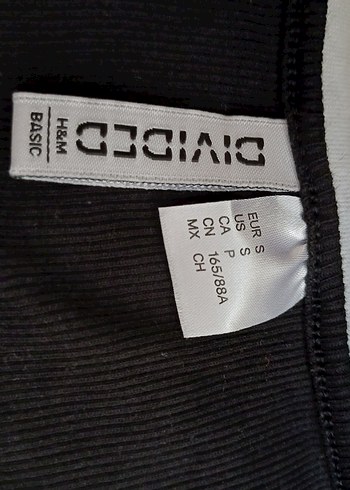 DIVIDED
H&M
BASIC
EUR S
US S
CA P
CN 165/88A
MX CH